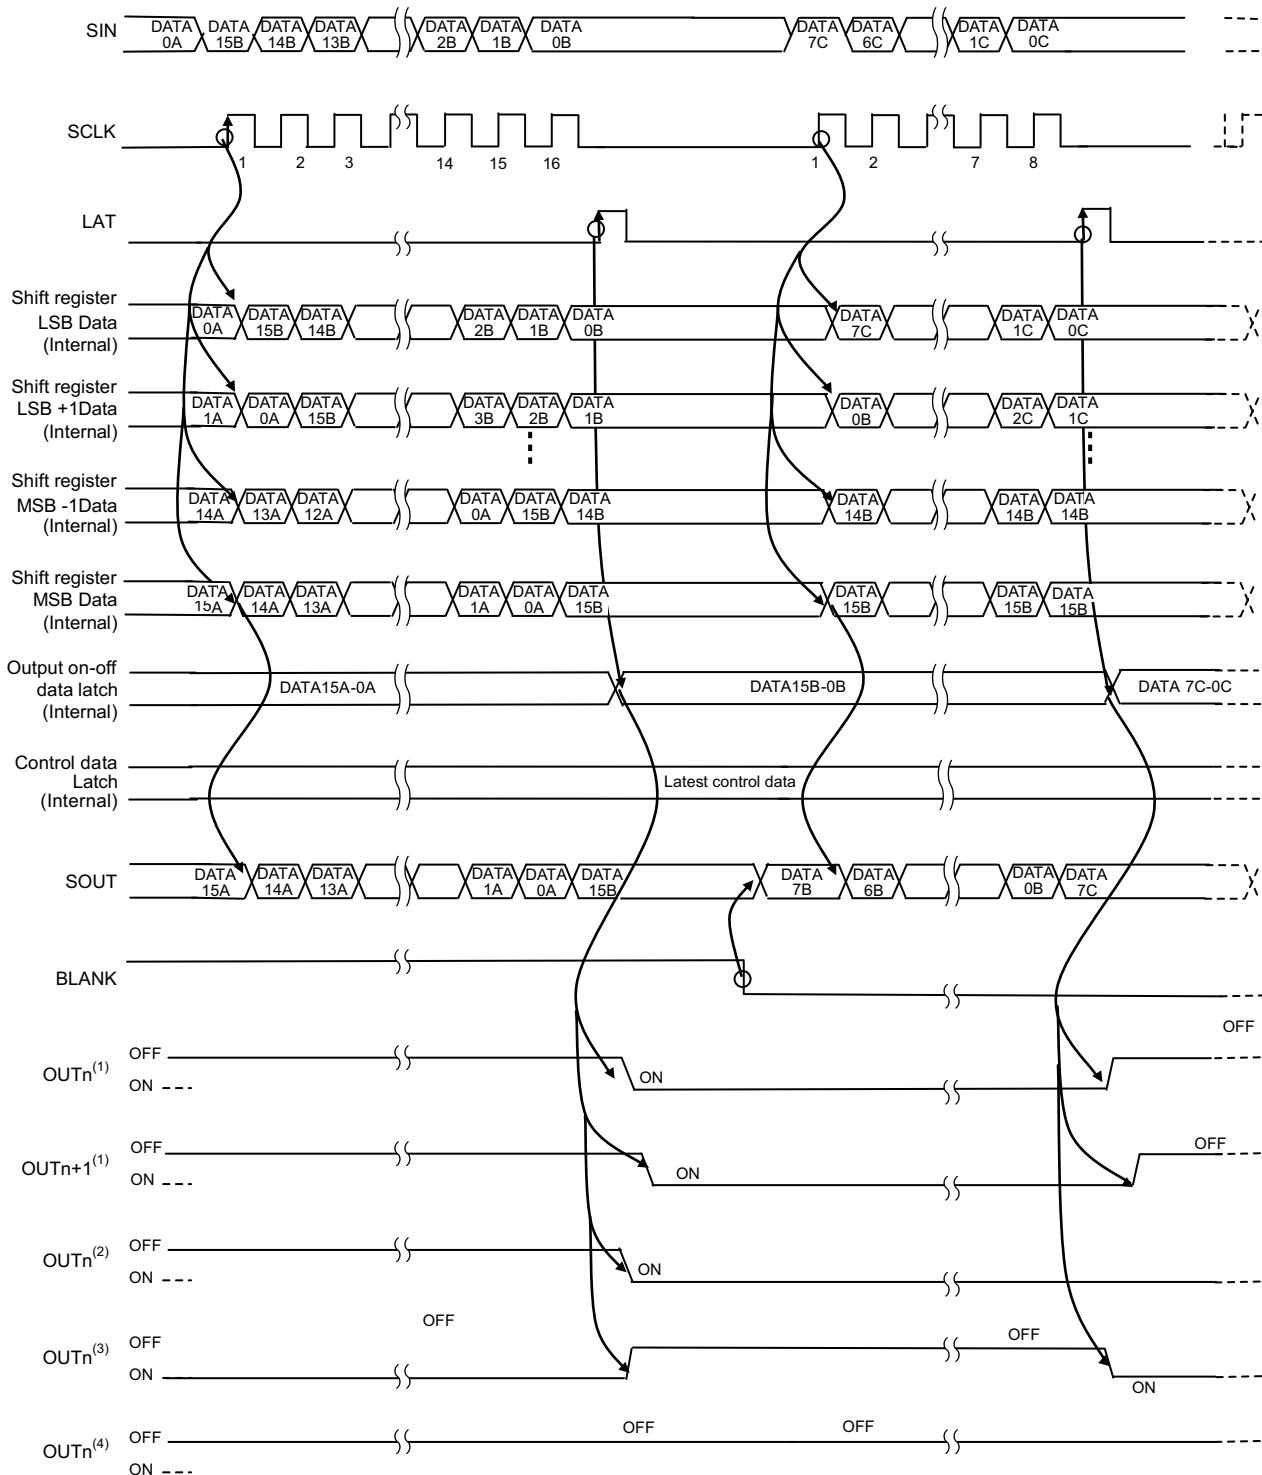 SIN
DATA 0A
DATA 15B
DATA 14B
DATA 13B
DATA 2B
DATA 1B
DATA 0B
DATA 7C
DATA 6C
DATA 1C
DATA 0C
SCLK
1 2 3 14 15 16 1 2 7 8
LAT
Shift register
LSB Data
(Internal)
DATA 0A
DATA 15B
DATA 14B
DATA 2B
DATA 1B
DATA 0B
DATA 7C
DATA 1C
DATA 0C
Shift register
LSB +1Data
(Internal)
DATA 1A
DATA 0A
DATA 15B
DATA 3B
DATA 2B
DATA 1B
DATA 0B
DATA 2C
DATA 1C
Shift register
MSB -1Data
(Internal)
DATA 14A
DATA 13A
DATA 12A
DATA 0A
DATA 15B
DATA 14B
DATA 14B
DATA 14B
DATA 14B
Shift register
MSB Data
(Internal)
DATA 15A
DATA 14A
DATA 13A
DATA 1A
DATA 0A
DATA 15B
DATA 15B
DATA 15B
DATA 15B
Output on-off
data latch
(Internal)
DATA15A-0A
DATA15B-0B
DATA 7C-0C
Control data
Latch
(Internal)
Latest control data
SOUT
DATA 15A
DATA 14A
DATA 13A
DATA 1A
DATA 0A
DATA 15B
DATA 7B
DATA 6B
DATA 0B
DATA 7C
BLANK
OUTn(1)
OFF
ON
ON
OFF
OUTn+1(1)
OFF
ON
ON
OFF
OUTn(2)
OFF
ON
ON
OUTn(3)
OFF
ON
OFF
OFF
ON
OUTn(4)
OFF
ON
OFF
OFF